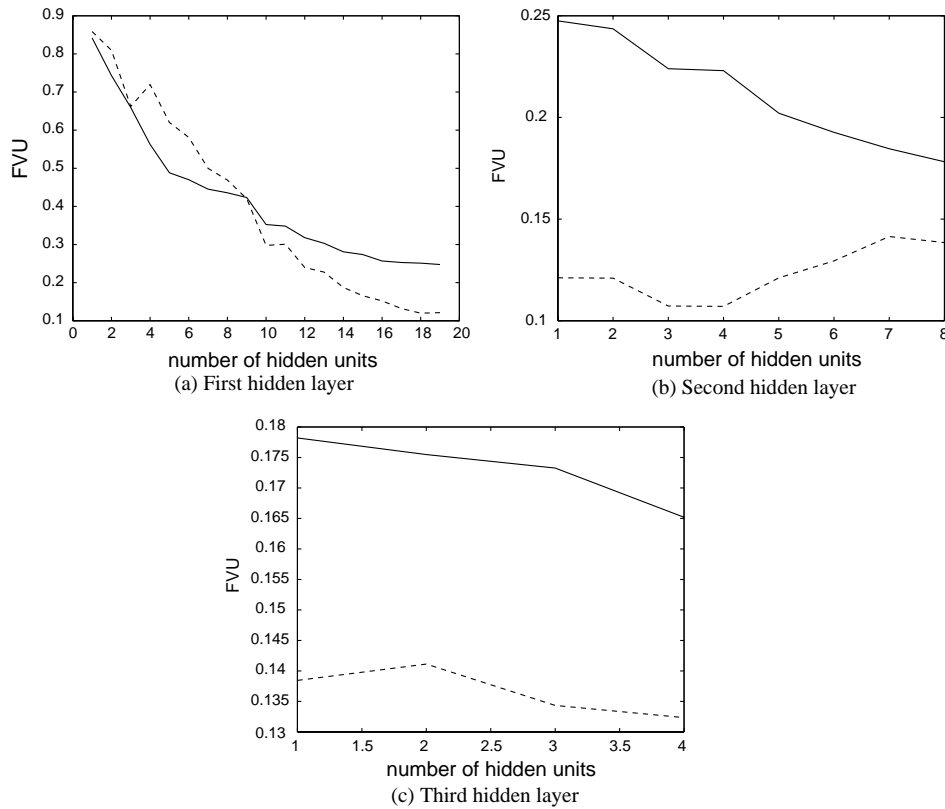 0.9
0.8
0.7
0.6
0.5
0.4
0.3
0.2
0.1
FVU
0 2 4 6 8 10 12 14 16 18 20
number of hidden units
(a) First hidden layer
0.25
0.2
0.15
0.1
FVU
1 2 3 4 5 6 7 8
number of hidden units
(b) Second hidden layer
0.18
0.175
0.17
0.165
0.16
0.155
0.15
0.145
0.14
0.135
0.13
FVU
1 1.5 2 2.5 3 3.5 4
number of hidden units
(c) Third hidden layer